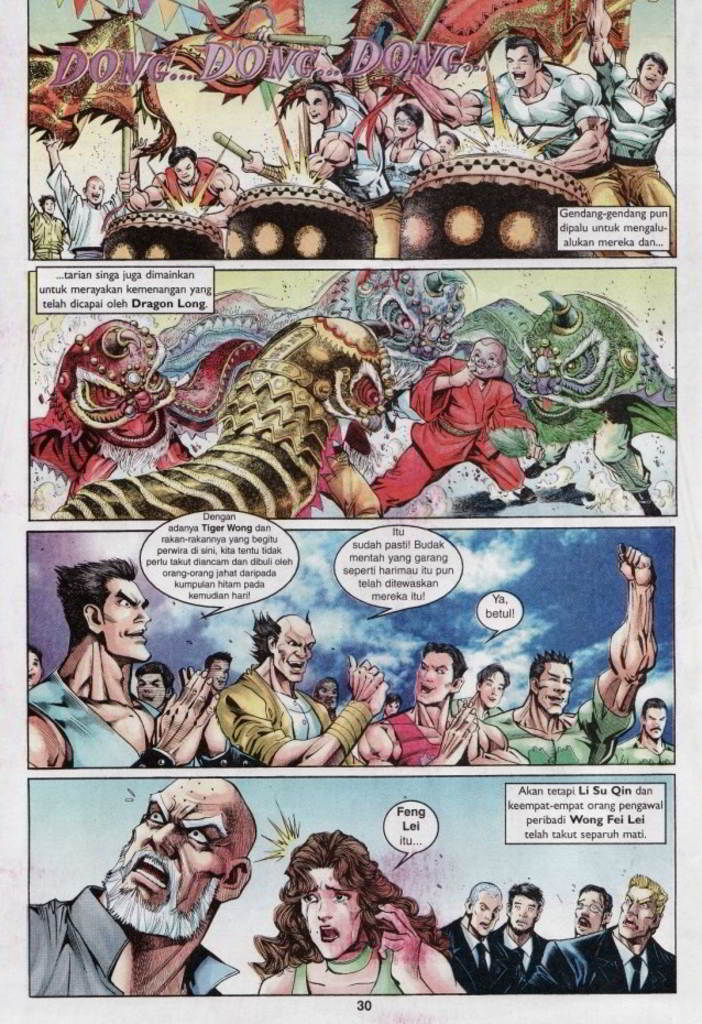 DONG...DONG...DONG...
Gendang-gendang pun
dipalu untuk mengalu-
alukan mereka dan...
...tarian singa juga dimainkan
untuk merayakan kemenangan yang
telah dicapai oleh Dragon Long.
Dengan
adanya Tiger Wong dan
rakan-rakannya yang begitu
perwira di sini, kita tentu tidak
perlu takut diancam dan dibuli oleh
orang-orang jahat daripada
kumpulan hitam pada
kemudian hari!
Itu
sudah pasti! Budak
mentah yang garang
seperti harimau itu pun
telah ditewaskan
mereka itu!
Ya,
betul!
Akan tetapi Li Su Qin dan
keempat-empat orang pengawal
peribadi Wong Fei Lei
telah takut separuh mati.
Feng
Lei
itu...
30